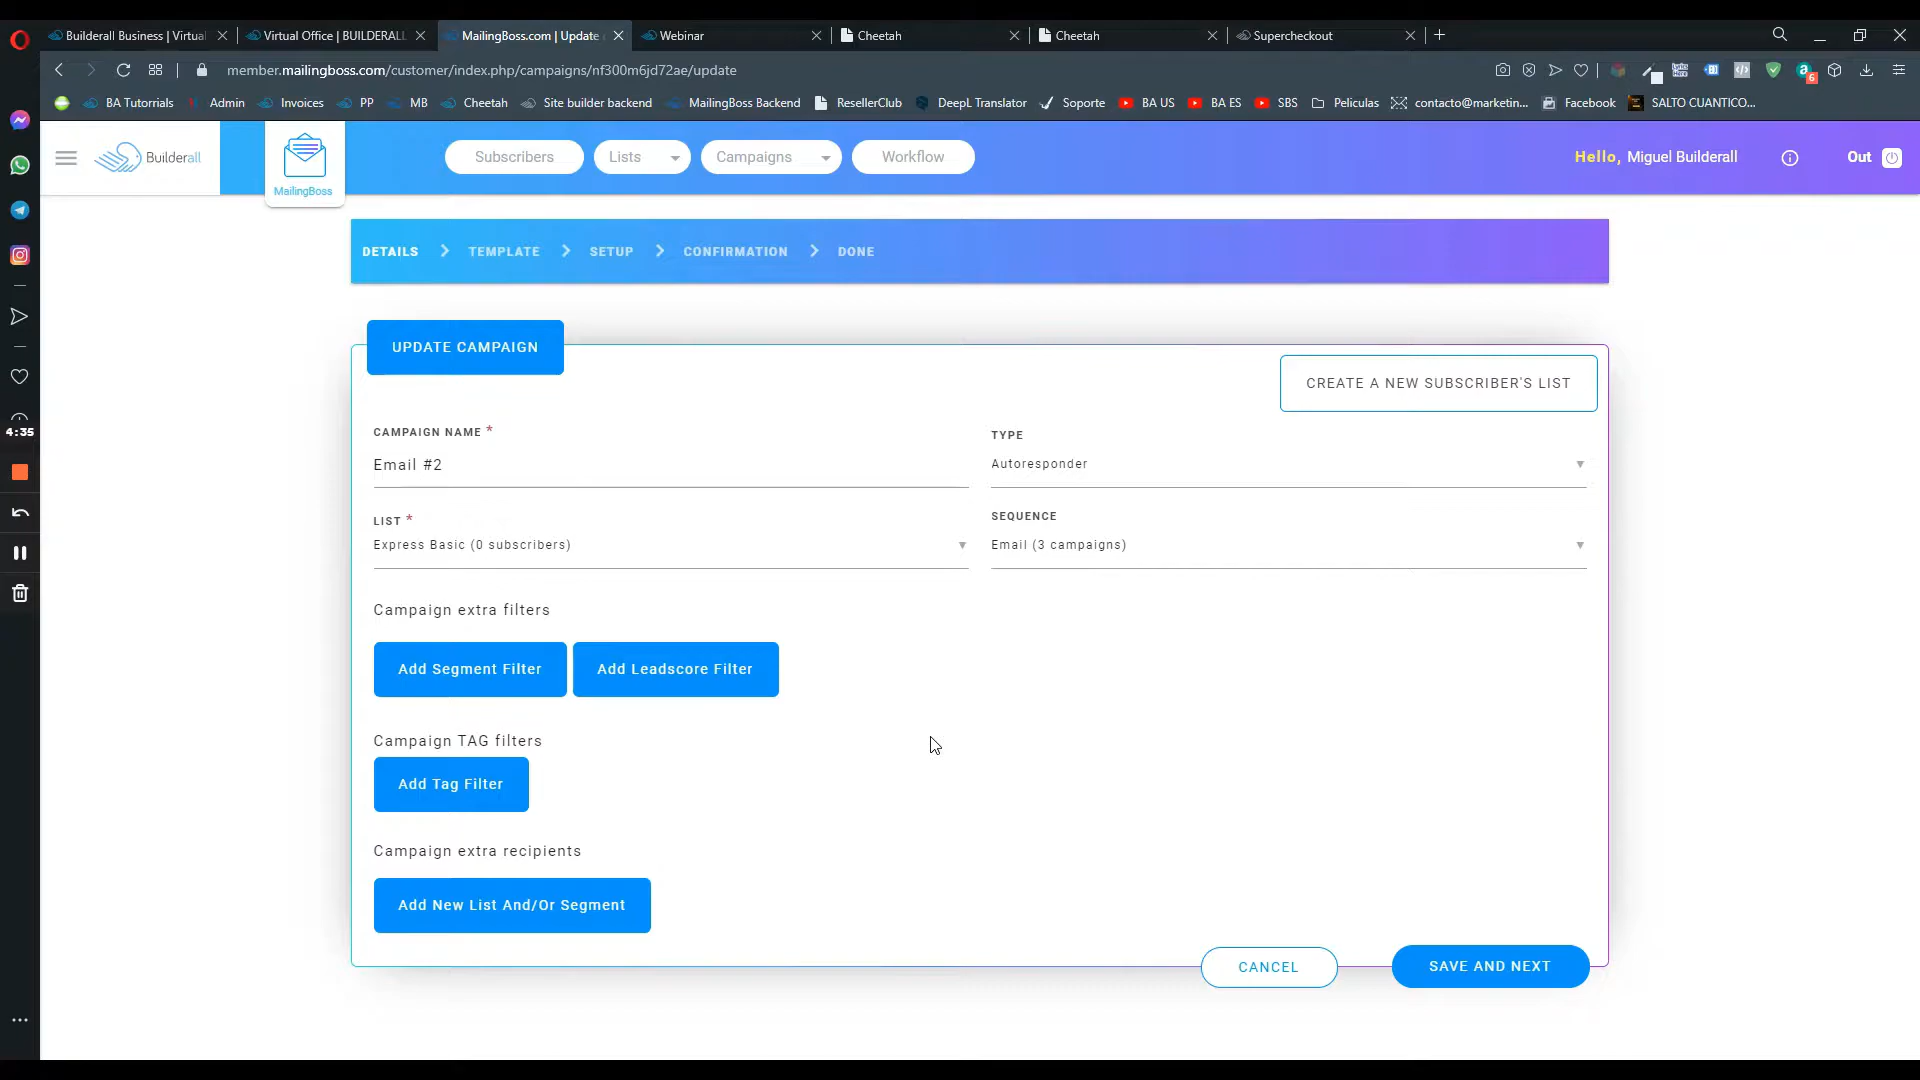 Builderall Business | Virtual
Virtual Office | BUILDERALL
MailingBoss.com | Update
Webinar
Cheetah
Cheetah
Supercheckout
member.mailingboss.com/customer/index.php/campaigns/nf300m6jd72ae/update
6
BA Tutorrials
Admin
Invoices
PP
MB
Cheetah
Site builder backend
MailingBoss Backend
ResellerClub
DeepL Translator
Soporte
BA US
BA ES
SBS
Peliculas
contacto@marketin...
Facebook
SALTO CUANTICO...
Builderall
MailingBoss
Subscribers
Lists
Campaigns
Workflow
Hello, Miguel Builderall
Out
DETAILS
TEMPLATE
SETUP
CONFIRMATION
DONE
UPDATE CAMPAIGN
CREATE A NEW SUBSCRIBER'S LIST
CAMPAIGN NAME *
Email #2
TYPE
Autoresponder
LIST *
Express Basic (0 subscribers)
SEQUENCE
Email (3 campaigns)
Campaign extra filters
Add Segment Filter
Add Leadscore Filter
Campaign TAG filters
Add Tag Filter
Campaign extra recipients
Add New List And/Or Segment
CANCEL
SAVE AND NEXT
4:35